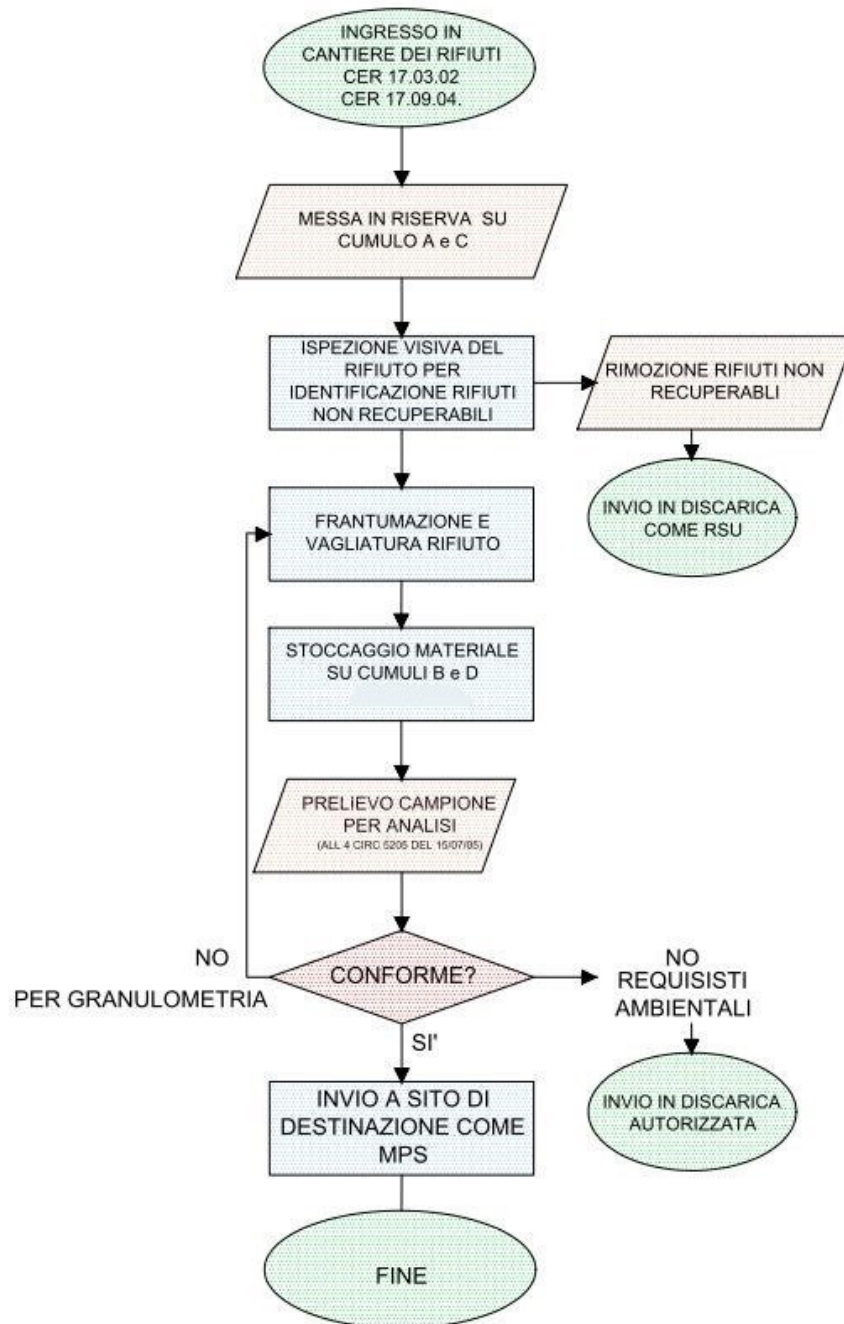 INGRESSO IN
CANTIERE DEI RIFIUTI
CER 17.03.02
CER 17.09.04.
MESSA IN RISERVA SU
CUMULO A e C
ISPEZIONE VISIVA DEL
RIFIUTO PER
IDENTIFICAZIONE RIFIUTI
NON RECUPERABILI
RIMOZIONE RIFIUTI NON
RECUPERABLI
INVIO IN DISCARICA
COME RSU
FRANTUMAZIONE E
VAGLIATURA RIFIUTO
STOCCAGGIO MATERIALE
SU CUMULI B e D
PRELiEVO CAMPIONE
PER ANALISI
(ALL 4 CIRC 5205 DEL 15/07/05)
CONFORME?
NO
PER GRANULOMETRIA
NO
REQUISISTI
AMBIENTALI
SI'
INVIO IN DISCARICA
AUTORIZZATA
INVIO A SITO DI
DESTINAZIONE COME
MPS
FINE